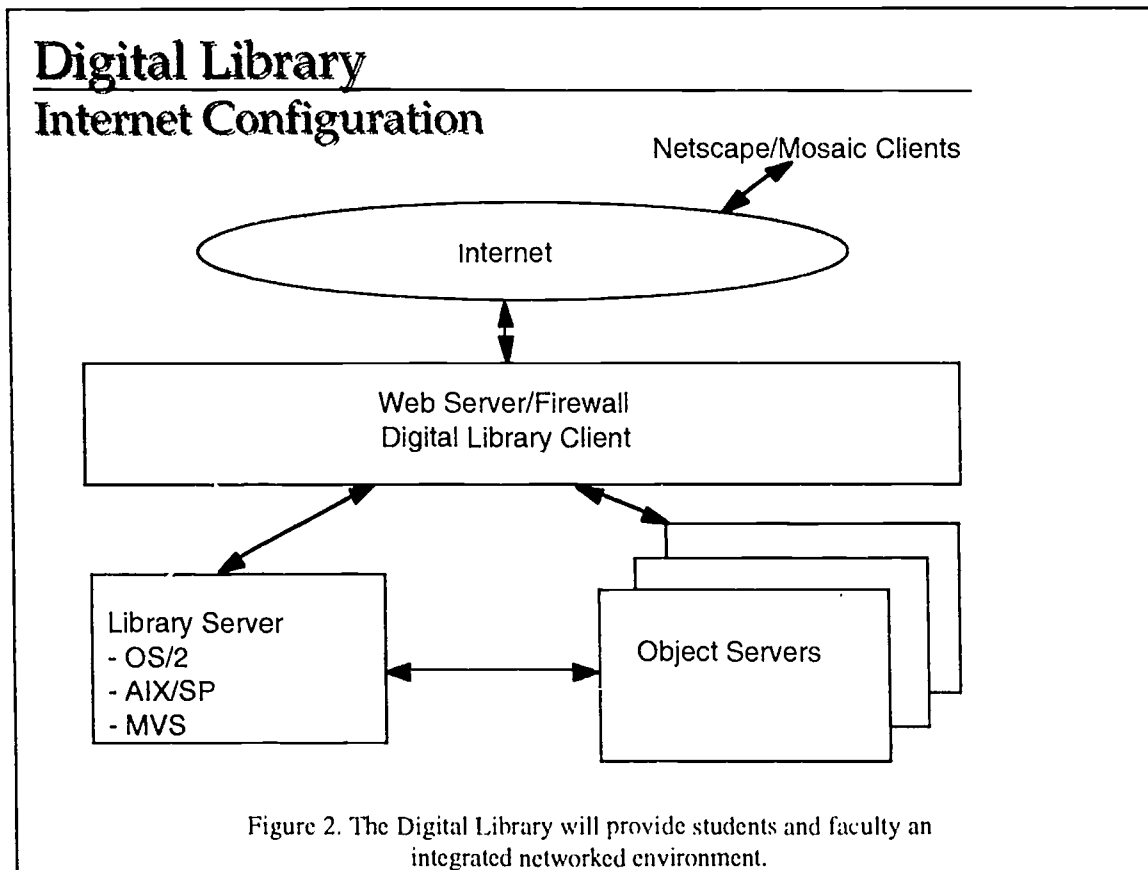 Digital Library
Internet Configuration
Netscape/Mosaic Clients
Internet
Web Server/Firewall
Digital Library Client
Library Server
- OS/2
- AIX/SP
- MVS
Object Servers
Figure 2. The Digital Library will provide students and faculty an
integrated networked environment.